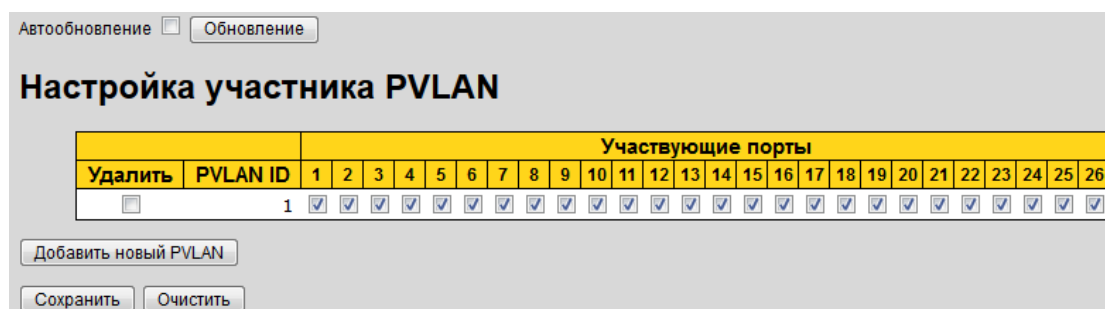 Автообновление Обновление
Настройка участника PVLAN
Участвующие порты
Удалить PVLAN ID 1 2 3 4 5 6 7 8 9 10 11 12 13 14 15 16 17 18 19 20 21 22 23 24 25 26
1
Добавить новый PVLAN
Сохранить Очистить